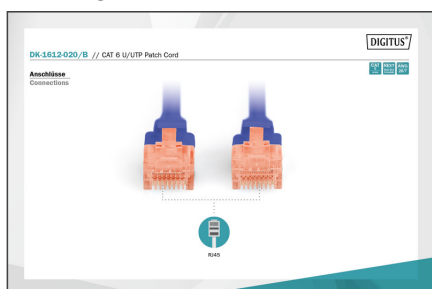 DIGITUS®
DK-1612-020/B // CAT 6 U/UTP Patch Cord
Anschlüsse
Connections
RJ45